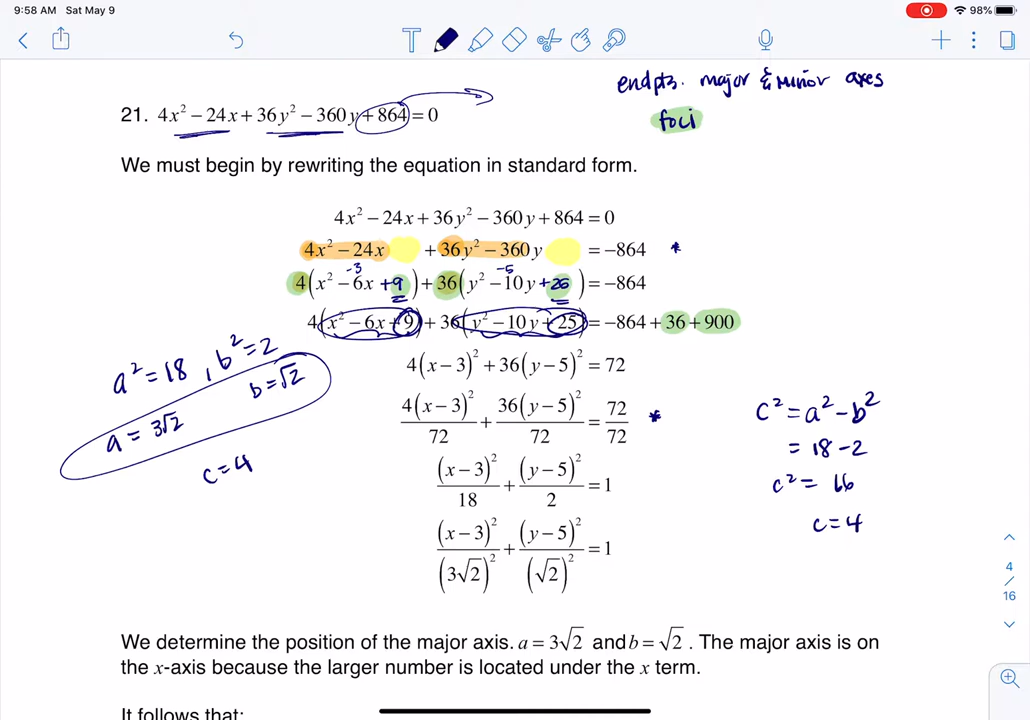 9:58 AM Sat May 9
98%
T
endpts. major & minor axes
foci
21. 4x² − 24x + 36y² − 360y + 864 = 0
We must begin by rewriting the equation in standard form.
4x² − 24x + 36y² − 360y + 864 = 0
4x² − 24x + 36y² − 360y = −864 *
-3 -5
4(x² − 6x +9) + 36(y² − 10y + 25) = −864
4(x² − 6x + 9) + 36(y² − 10y + 25) = −864 + 36 + 900
4(x − 3)² + 36(y − 5)² = 72
4(x − 3)²/72 + 36(y − 5)²/72 = 72/72 *
(x − 3)²/18 + (y − 5)²/2 = 1
(x − 3)²/(3√2)² + (y − 5)²/(√2)² = 1
a² = 18, b² = 2
a = 3√2 b = √2
c = 4
c² = a² − b²
= 18 − 2
c² = 16
c = 4
4
/
16
We determine the position of the major axis. a = 3√2 and b = √2 . The major axis is on
the x-axis because the larger number is located under the x term.
It follows that: